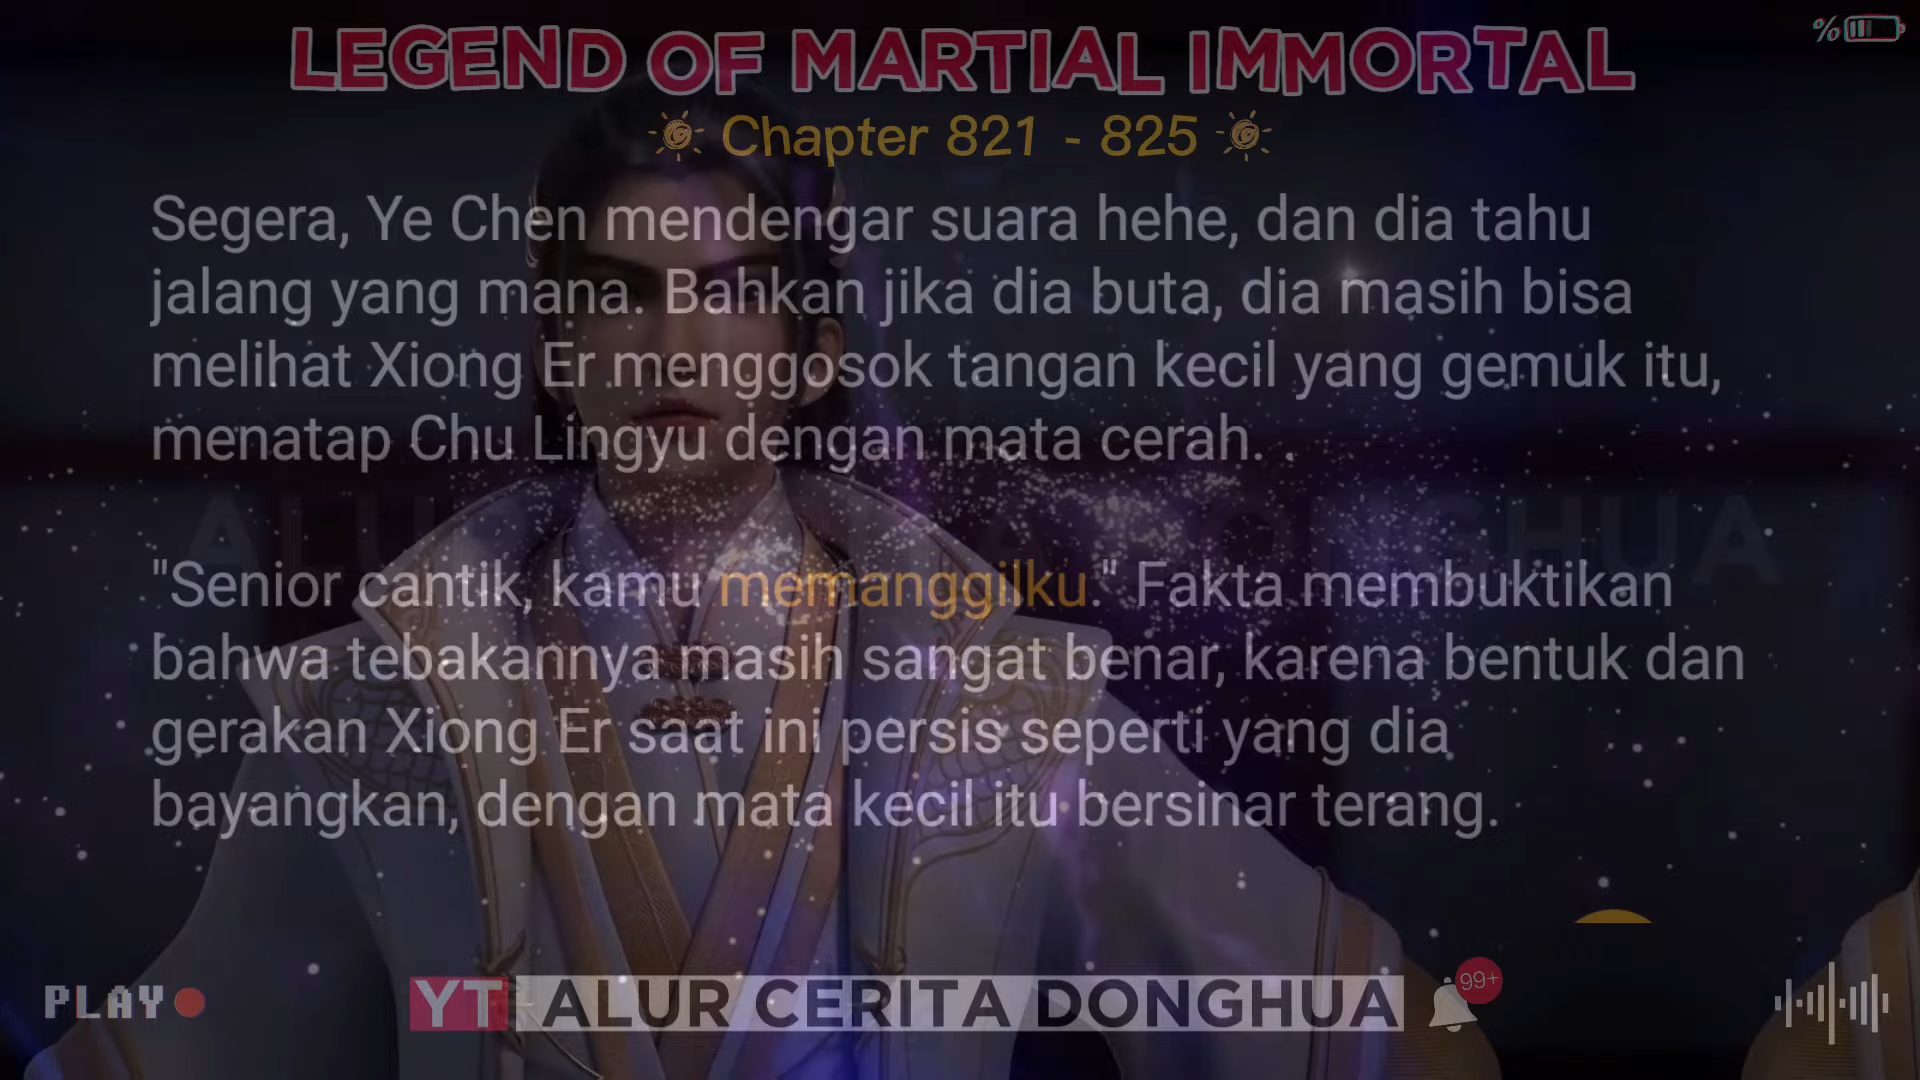 LEGEND OF MARTIAL IMMORTAL
%
Chapter 821 - 825
Segera, Ye Chen mendengar suara hehe, dan dia tahu
jalang yang mana. Bahkan jika dia buta, dia masih bisa
melihat Xiong Er menggosok tangan kecil yang gemuk itu,
menatap Chu Lingyu dengan mata cerah.
ALUR CERITA DONGHUA
"Senior cantik, kamu memanggilku." Fakta membuktikan
bahwa tebakannya masih sangat benar, karena bentuk dan
gerakan Xiong Er saat ini persis seperti yang dia
bayangkan, dengan mata kecil itu bersinar terang.
PLAY
YT ALUR CERITA DONGHUA
99+